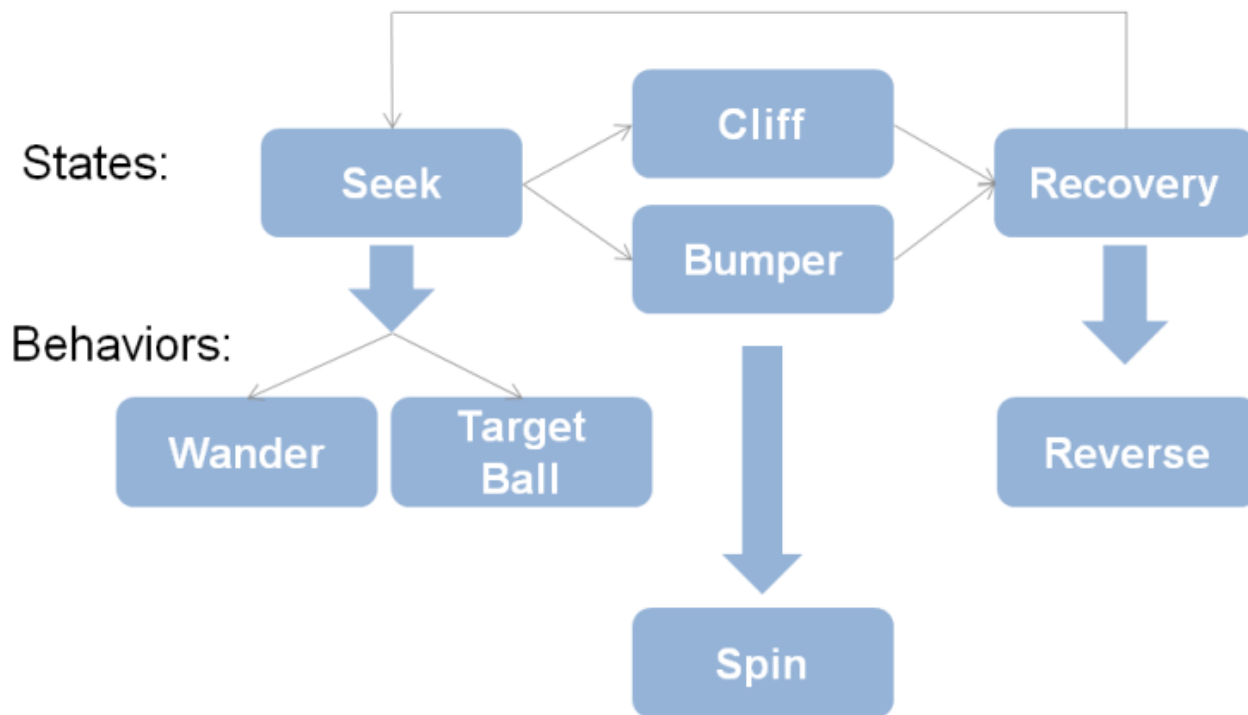 Cliff
States:
Seek
Recovery
Bumper
Behaviors:
Wander
Target
Ball
Reverse
Spin